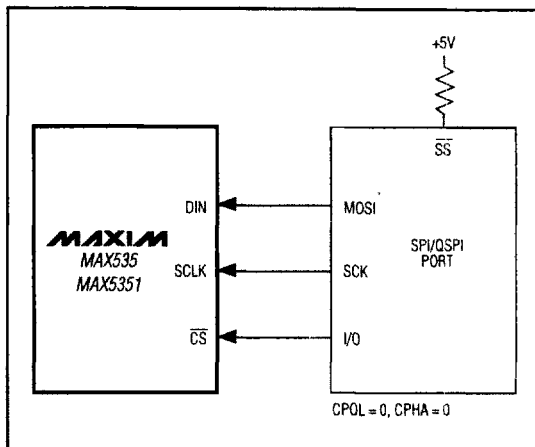 +5V
SS
DIN
MOSI
MAXIM
MAX535
MAX5351
SCLK
SCK
SPI/QSPI
PORT
CS
I/O
CPOL = 0, CPHA = 0